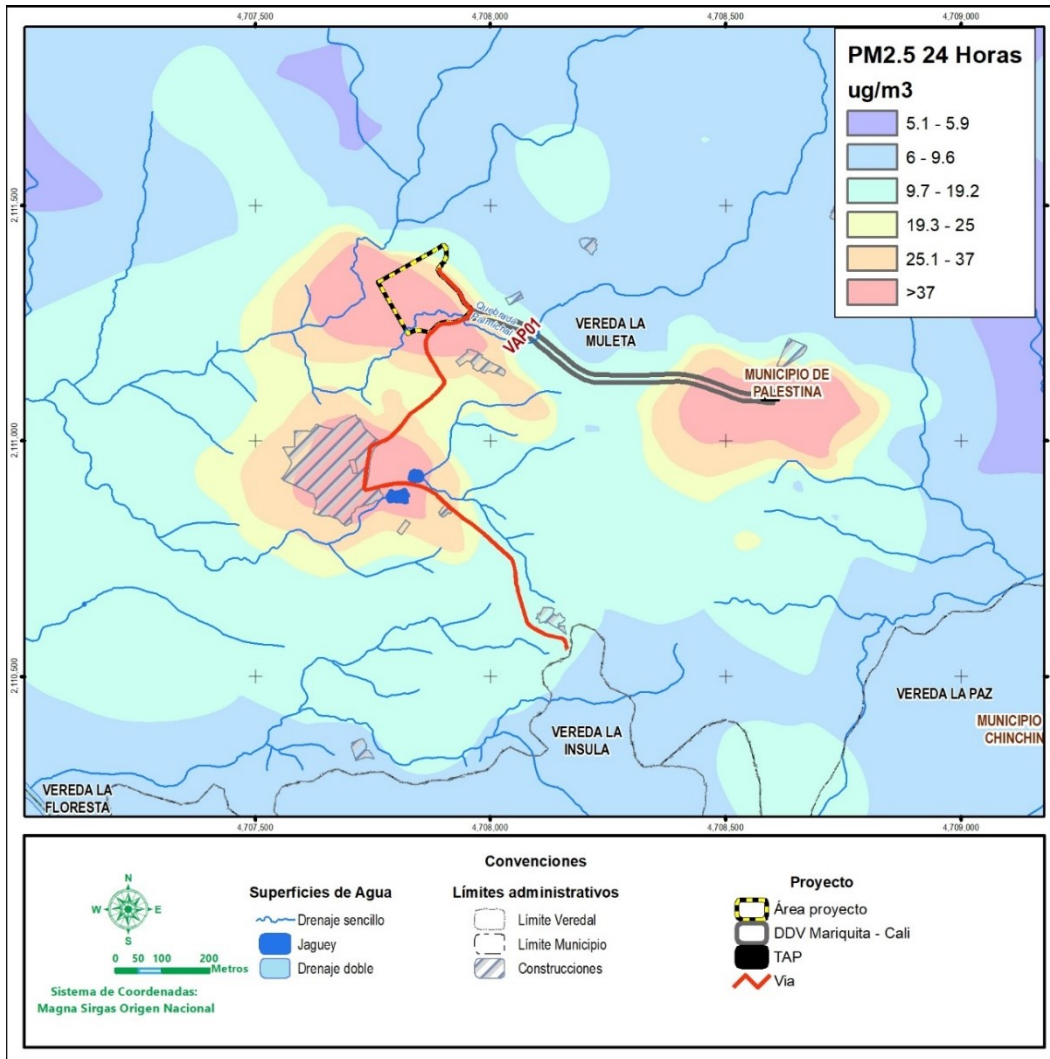 4,707,500
4,708,000
4,708,500
4,709,000
PM2.5 24 Horas
ug/m3
5.1 - 5.9
6 - 9.6
9.7 - 19.2
19.3 - 25
25.1 - 37
>37
2,111,500
2,111,000
2,110,500
Quebrada
VAP01
VEREDA LA
MULETA
MUNICIPIO DE
PALESTINA
VEREDA LA PAZ
MUNICIPIO
CHINCHIN
VEREDA LA
INSULA
VEREDA LA
FLORESTA
4,707,500
4,708,000
4,708,500
4,709,000
N
W
E
S
0 50 100 200
Metros
Sistema de Coordenadas:
Magna Sirgas Origen Nacional
Convenciones
Superficies de Agua
Drenaje sencillo
Jaguey
Drenaje doble
Límites administrativos
Limite Veredal
Limite Municipio
Construcciones
Proyecto
Área proyecto
DDV Mariquita - Cali
TAP
Via